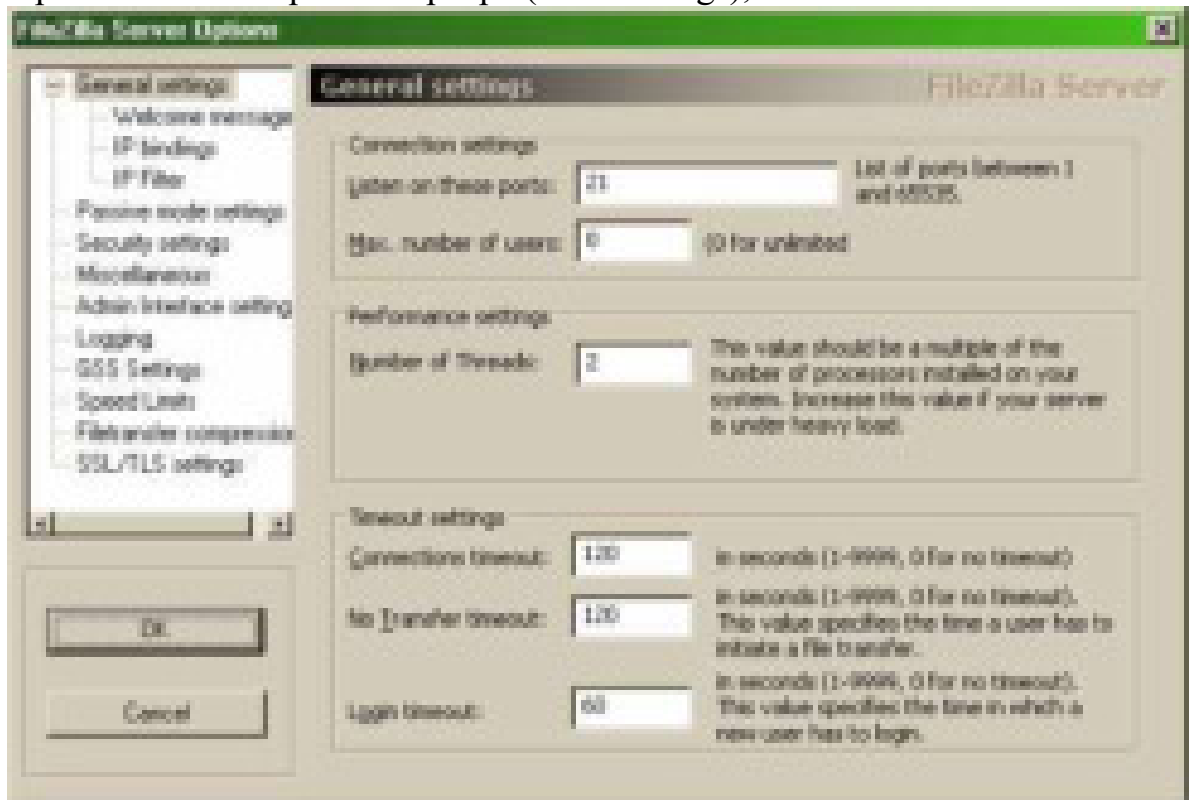 FileZilla Server Options
General settings
Welcome message
IP bindings
IP Filter
Passive mode settings
Security settings
Miscellaneous
Admin Interface setting
Logging
GSS Settings
Speed Limits
Filetransfer compression
SSL/TLS settings
OK
Cancel
General settings
FileZilla Server
Connection settings
Listen on these ports:
21
List of ports between 1
and 65535.
Max. number of users:
(0 for unlimited
Performance settings
Number of Threads:
2
This value should be a multiple of the
number of processors installed on your
system. Increase this value if your server
is under heavy load.
Timeout settings
Connections timeout:
120
in seconds (1-9999, 0 for no timeout)
No Transfer timeout:
120
in seconds (1-9999, 0 for no timeout).
This value specifies the time a user has to
initiate a file transfer.
Login timeout:
60
in seconds (1-9999, 0 for no timeout).
This value specifies the time in which a
new user has to login.